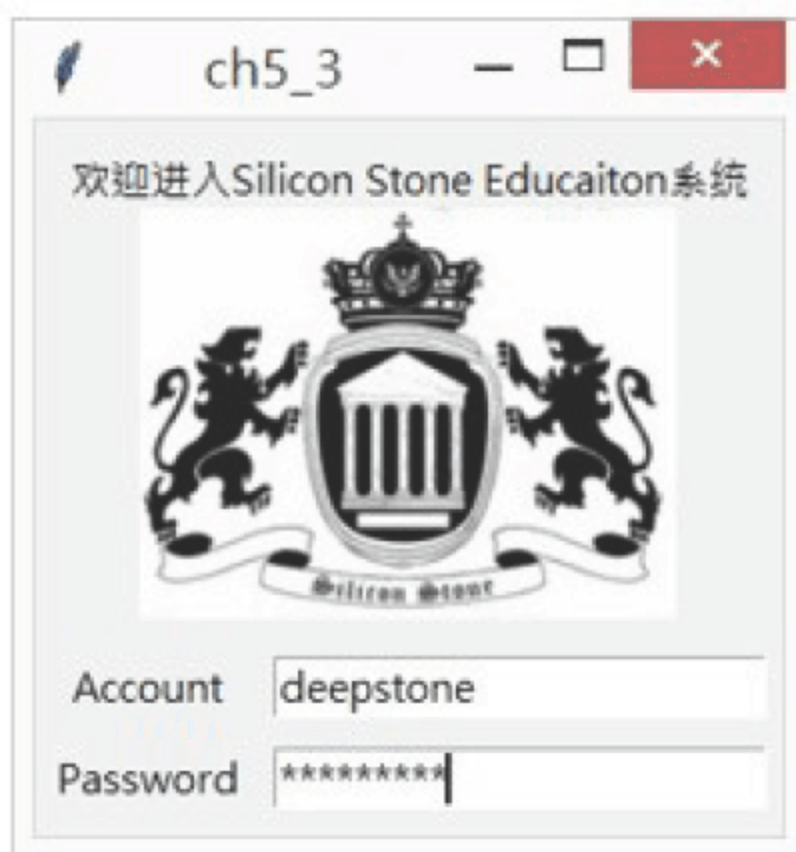 ch5_3
欢迎进入Silicon Stone Educaiton系统
Silicon Stone
Account deepstone
Password *********